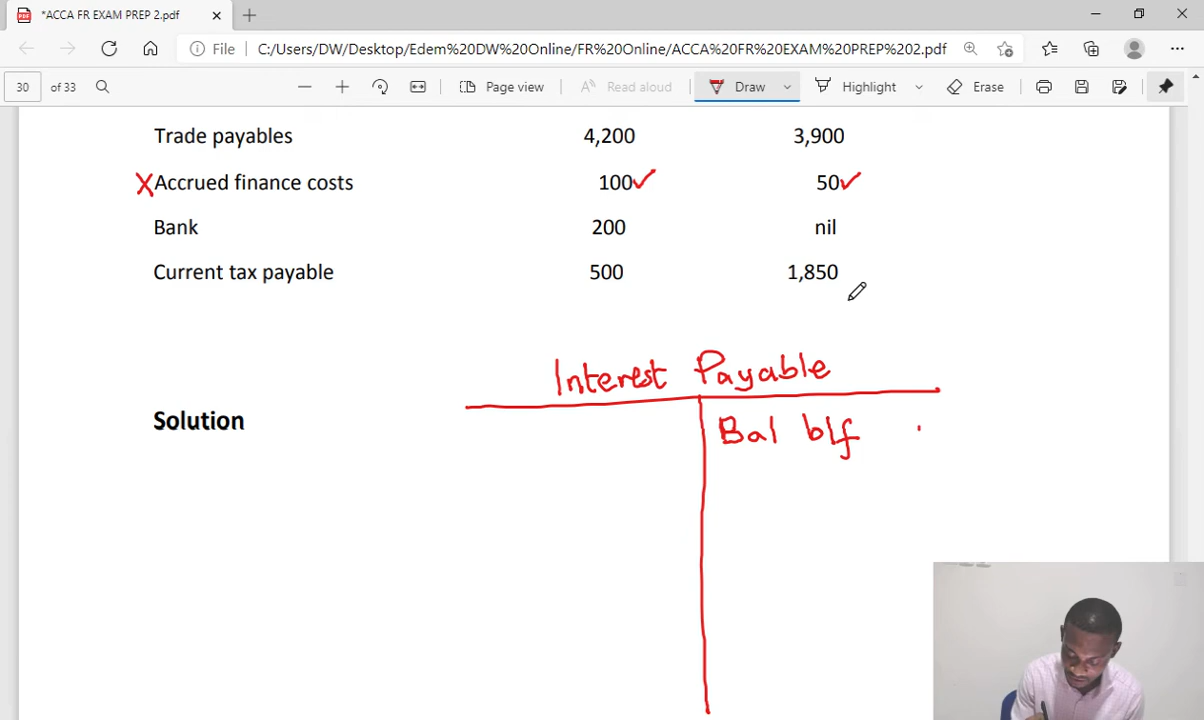 *ACCA FR EXAM PREP 2.pdf
File C:/Users/DW/Desktop/Edem%20DW%20Online/FR%20Online/ACCA%20FR%20EXAM%20PREP%202.pdf
30 of 33 Page view Read aloud Draw Highlight Erase
Trade payables 4,200 3,900
Accrued finance costs 100 50
Bank 200 nil
Current tax payable 500 1,850
Interest Payable
Solution
Bal b/f